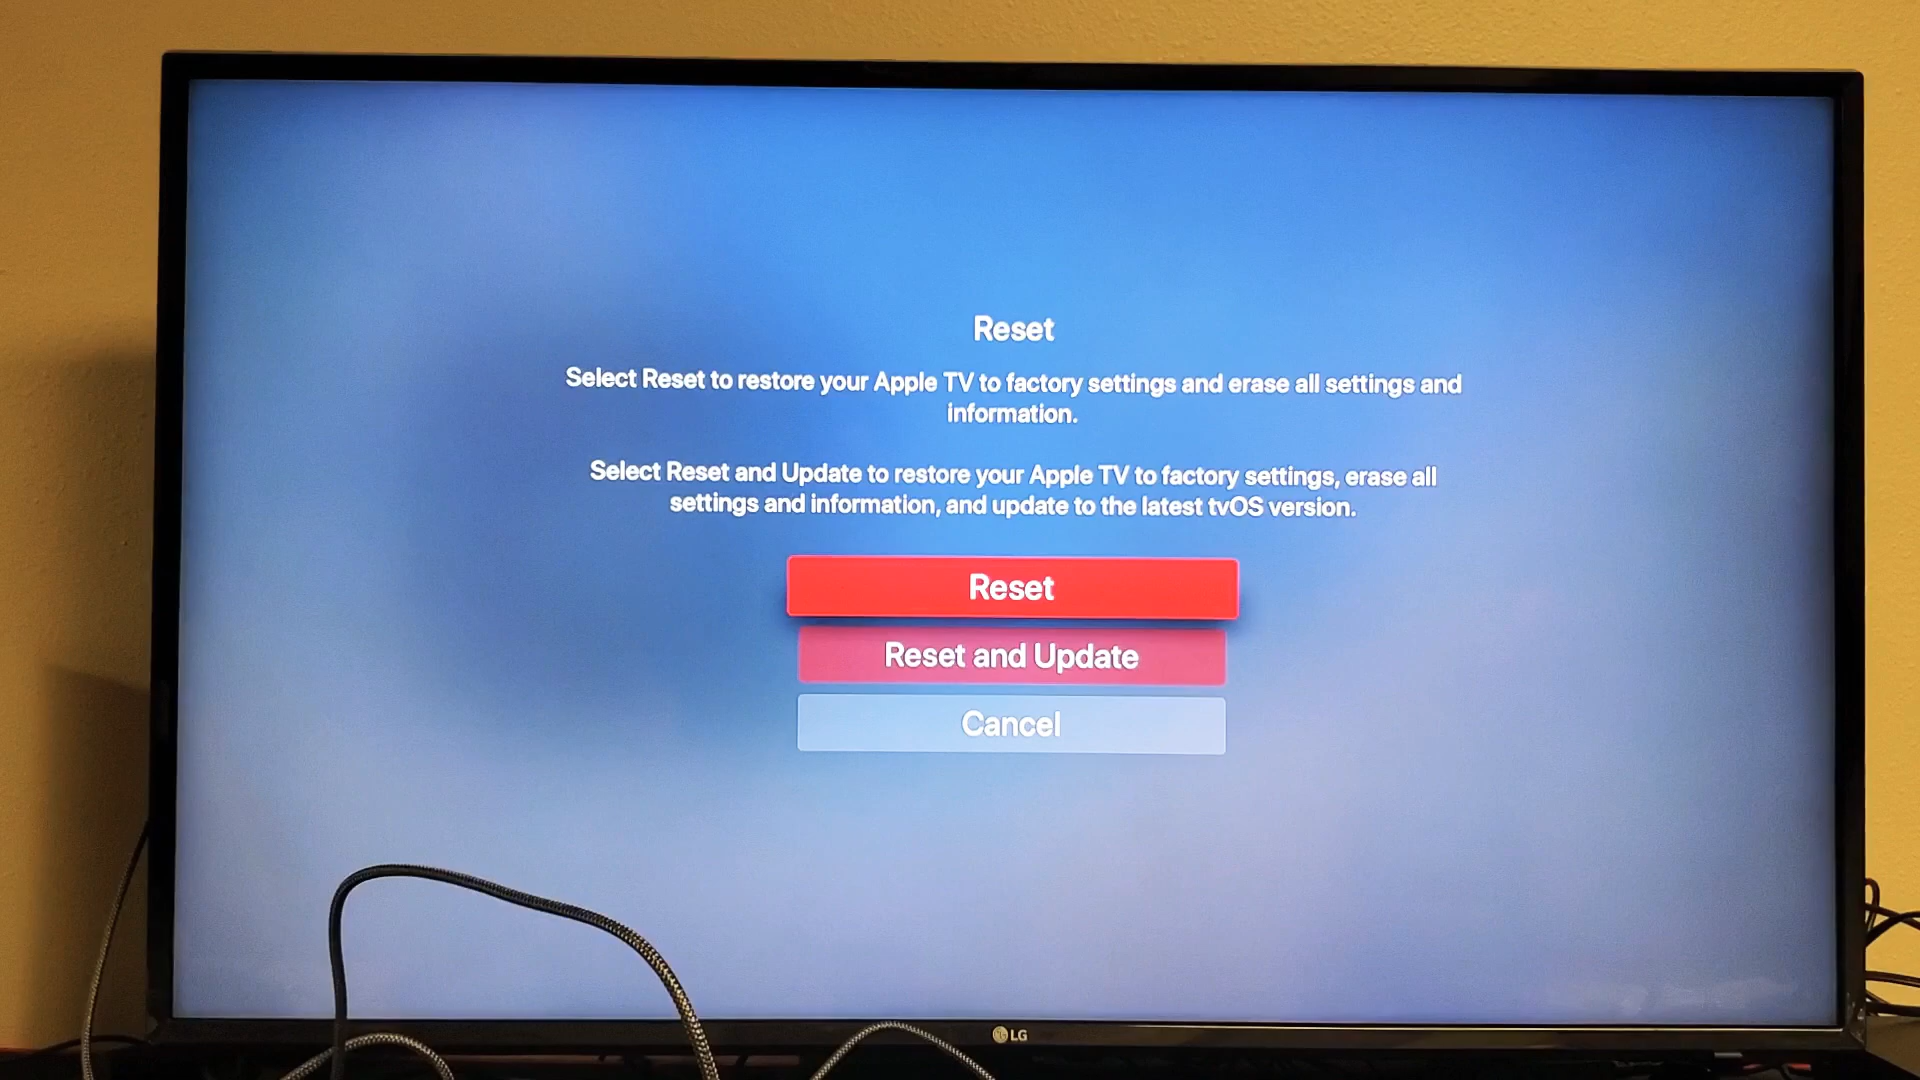 Reset
Select Reset to restore your Apple TV to factory settings and erase all settings and
information.
Select Reset and Update to restore your Apple TV to factory settings, erase all
settings and information, and update to the latest tvOS version.
Reset
Reset and Update
Cancel
LG